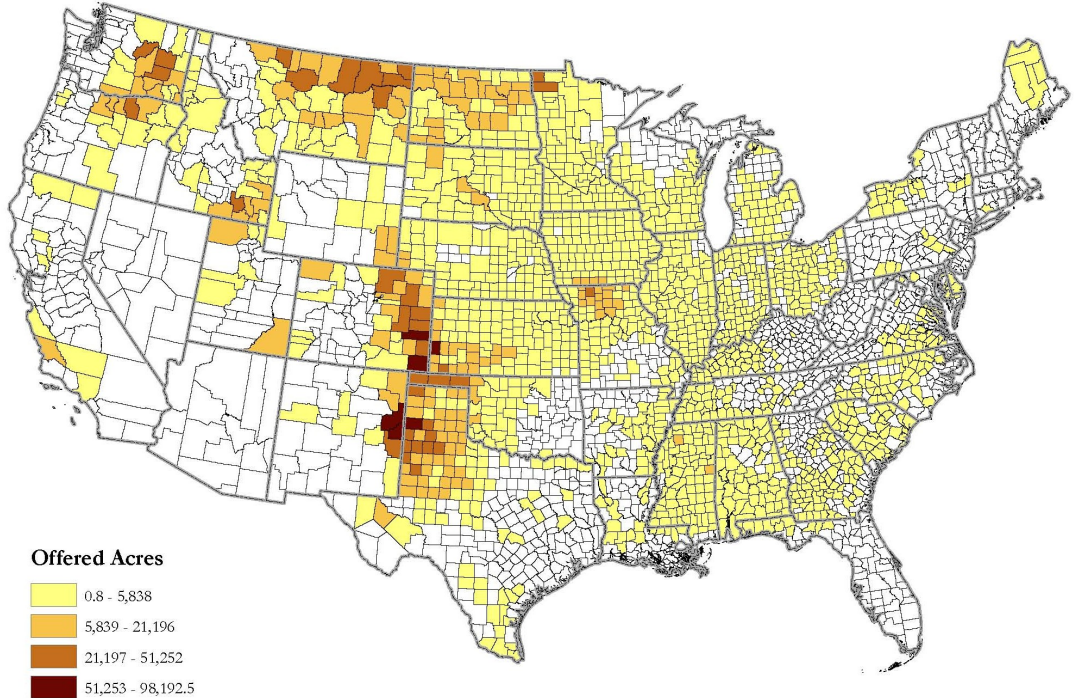 Offered Acres
0.8 - 5,838
5,839 - 21,196
21,197 - 51,252
51,253 - 98,192.5